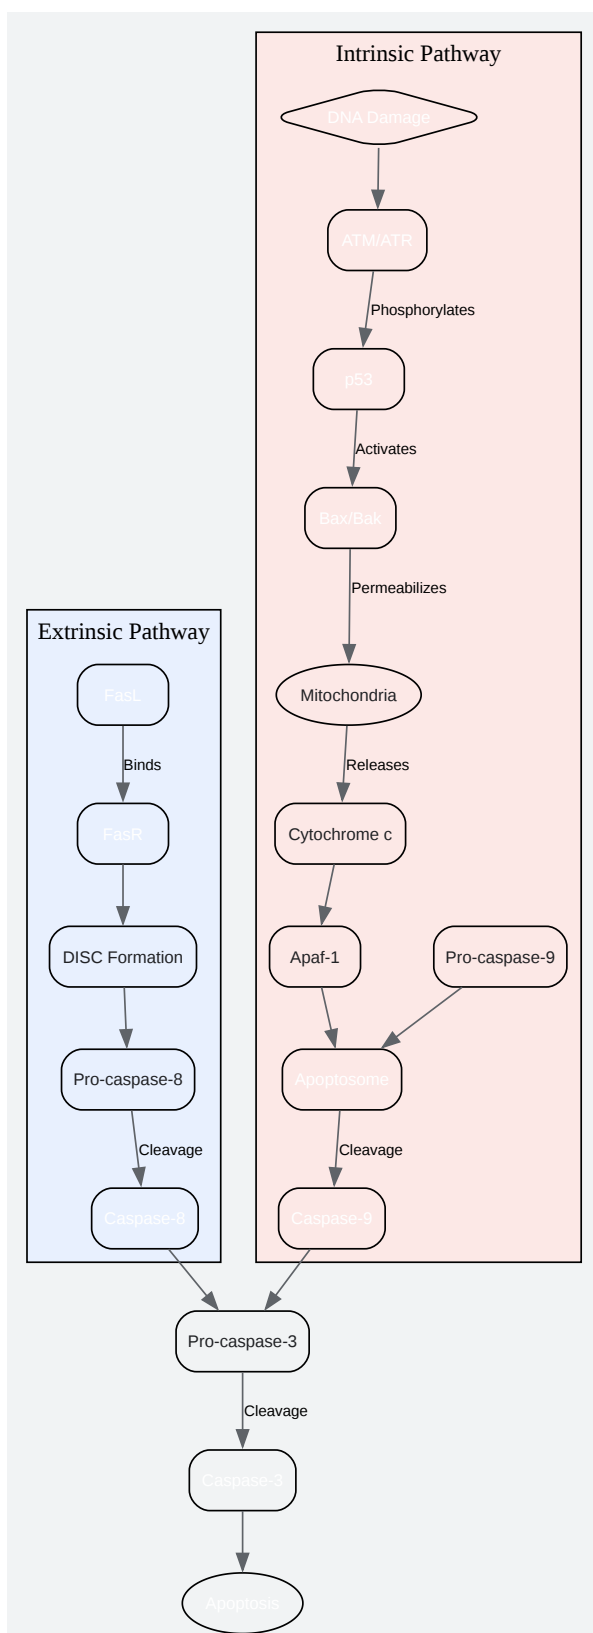 Intrinsic Pathway
DNA Damage
ATM/ATR
Phosphorylates
p53
Activates
Bax/Bak
Permeabilizes
Mitochondria
Releases
Cytochrome c
Apaf-1
Pro-caspase-9
Apoptosome
Cleavage
Caspase-9
Extrinsic Pathway
FasL
Binds
FasR
DISC Formation
Pro-caspase-8
Cleavage
Caspase-8
Pro-caspase-3
Cleavage
Caspase-3
Apoptosis